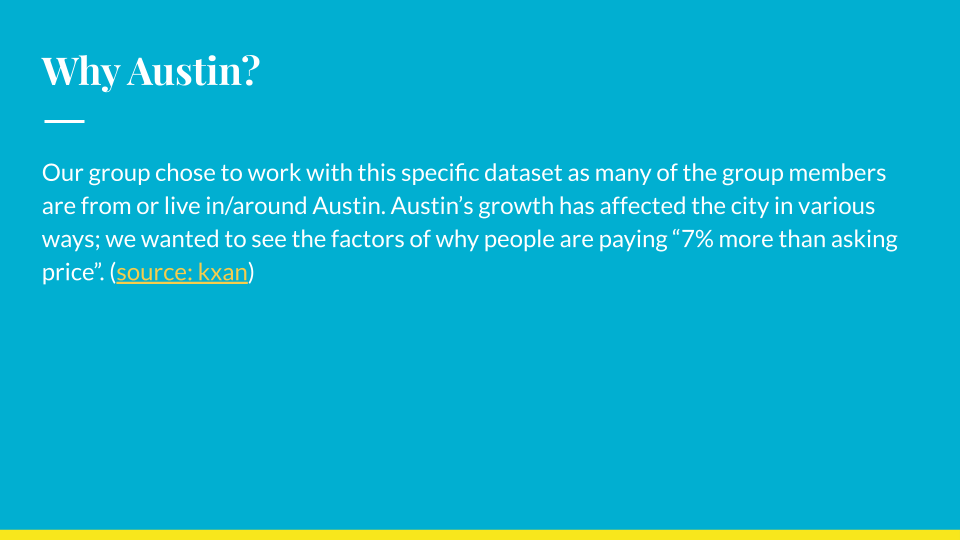 Why Austin?
Our group chose to work with this specific dataset as many of the group members
are from or live in/around Austin. Austin’s growth has affected the city in various
ways; we wanted to see the factors of why people are paying “7% more than asking
price”. (source: kxan)